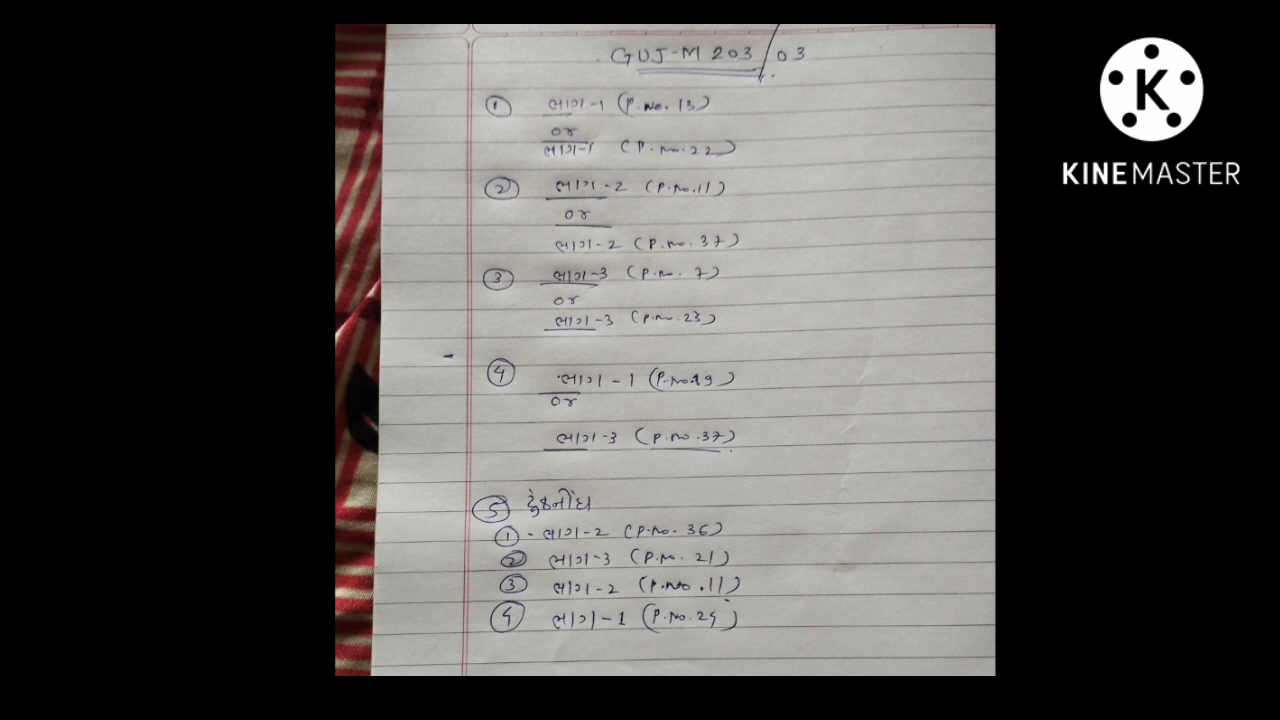 GUJ-M 203/03
① ભાગ-1 (P.No. 13)
or
ભાગ-1 (P.No. 22)
② ભાગ-2 (P.No. 11)
or
ભાગ-2 (P.No. 37)
③ ભાગ-3 (P.No. 7)
or
ભાગ-3 (P.No. 23)
④ ભાગ-1 (P.No. 19)
or
ભાગ-3 (P.No. 37)
⑤ ટુંકનોંધ
① - ભાગ-2 (P.No. 36)
② ભાગ-3 (P.No. 21)
③ ભાગ-2 (P.No. 11)
④ ભાગ-1 (P.No.)
KINEMASTER